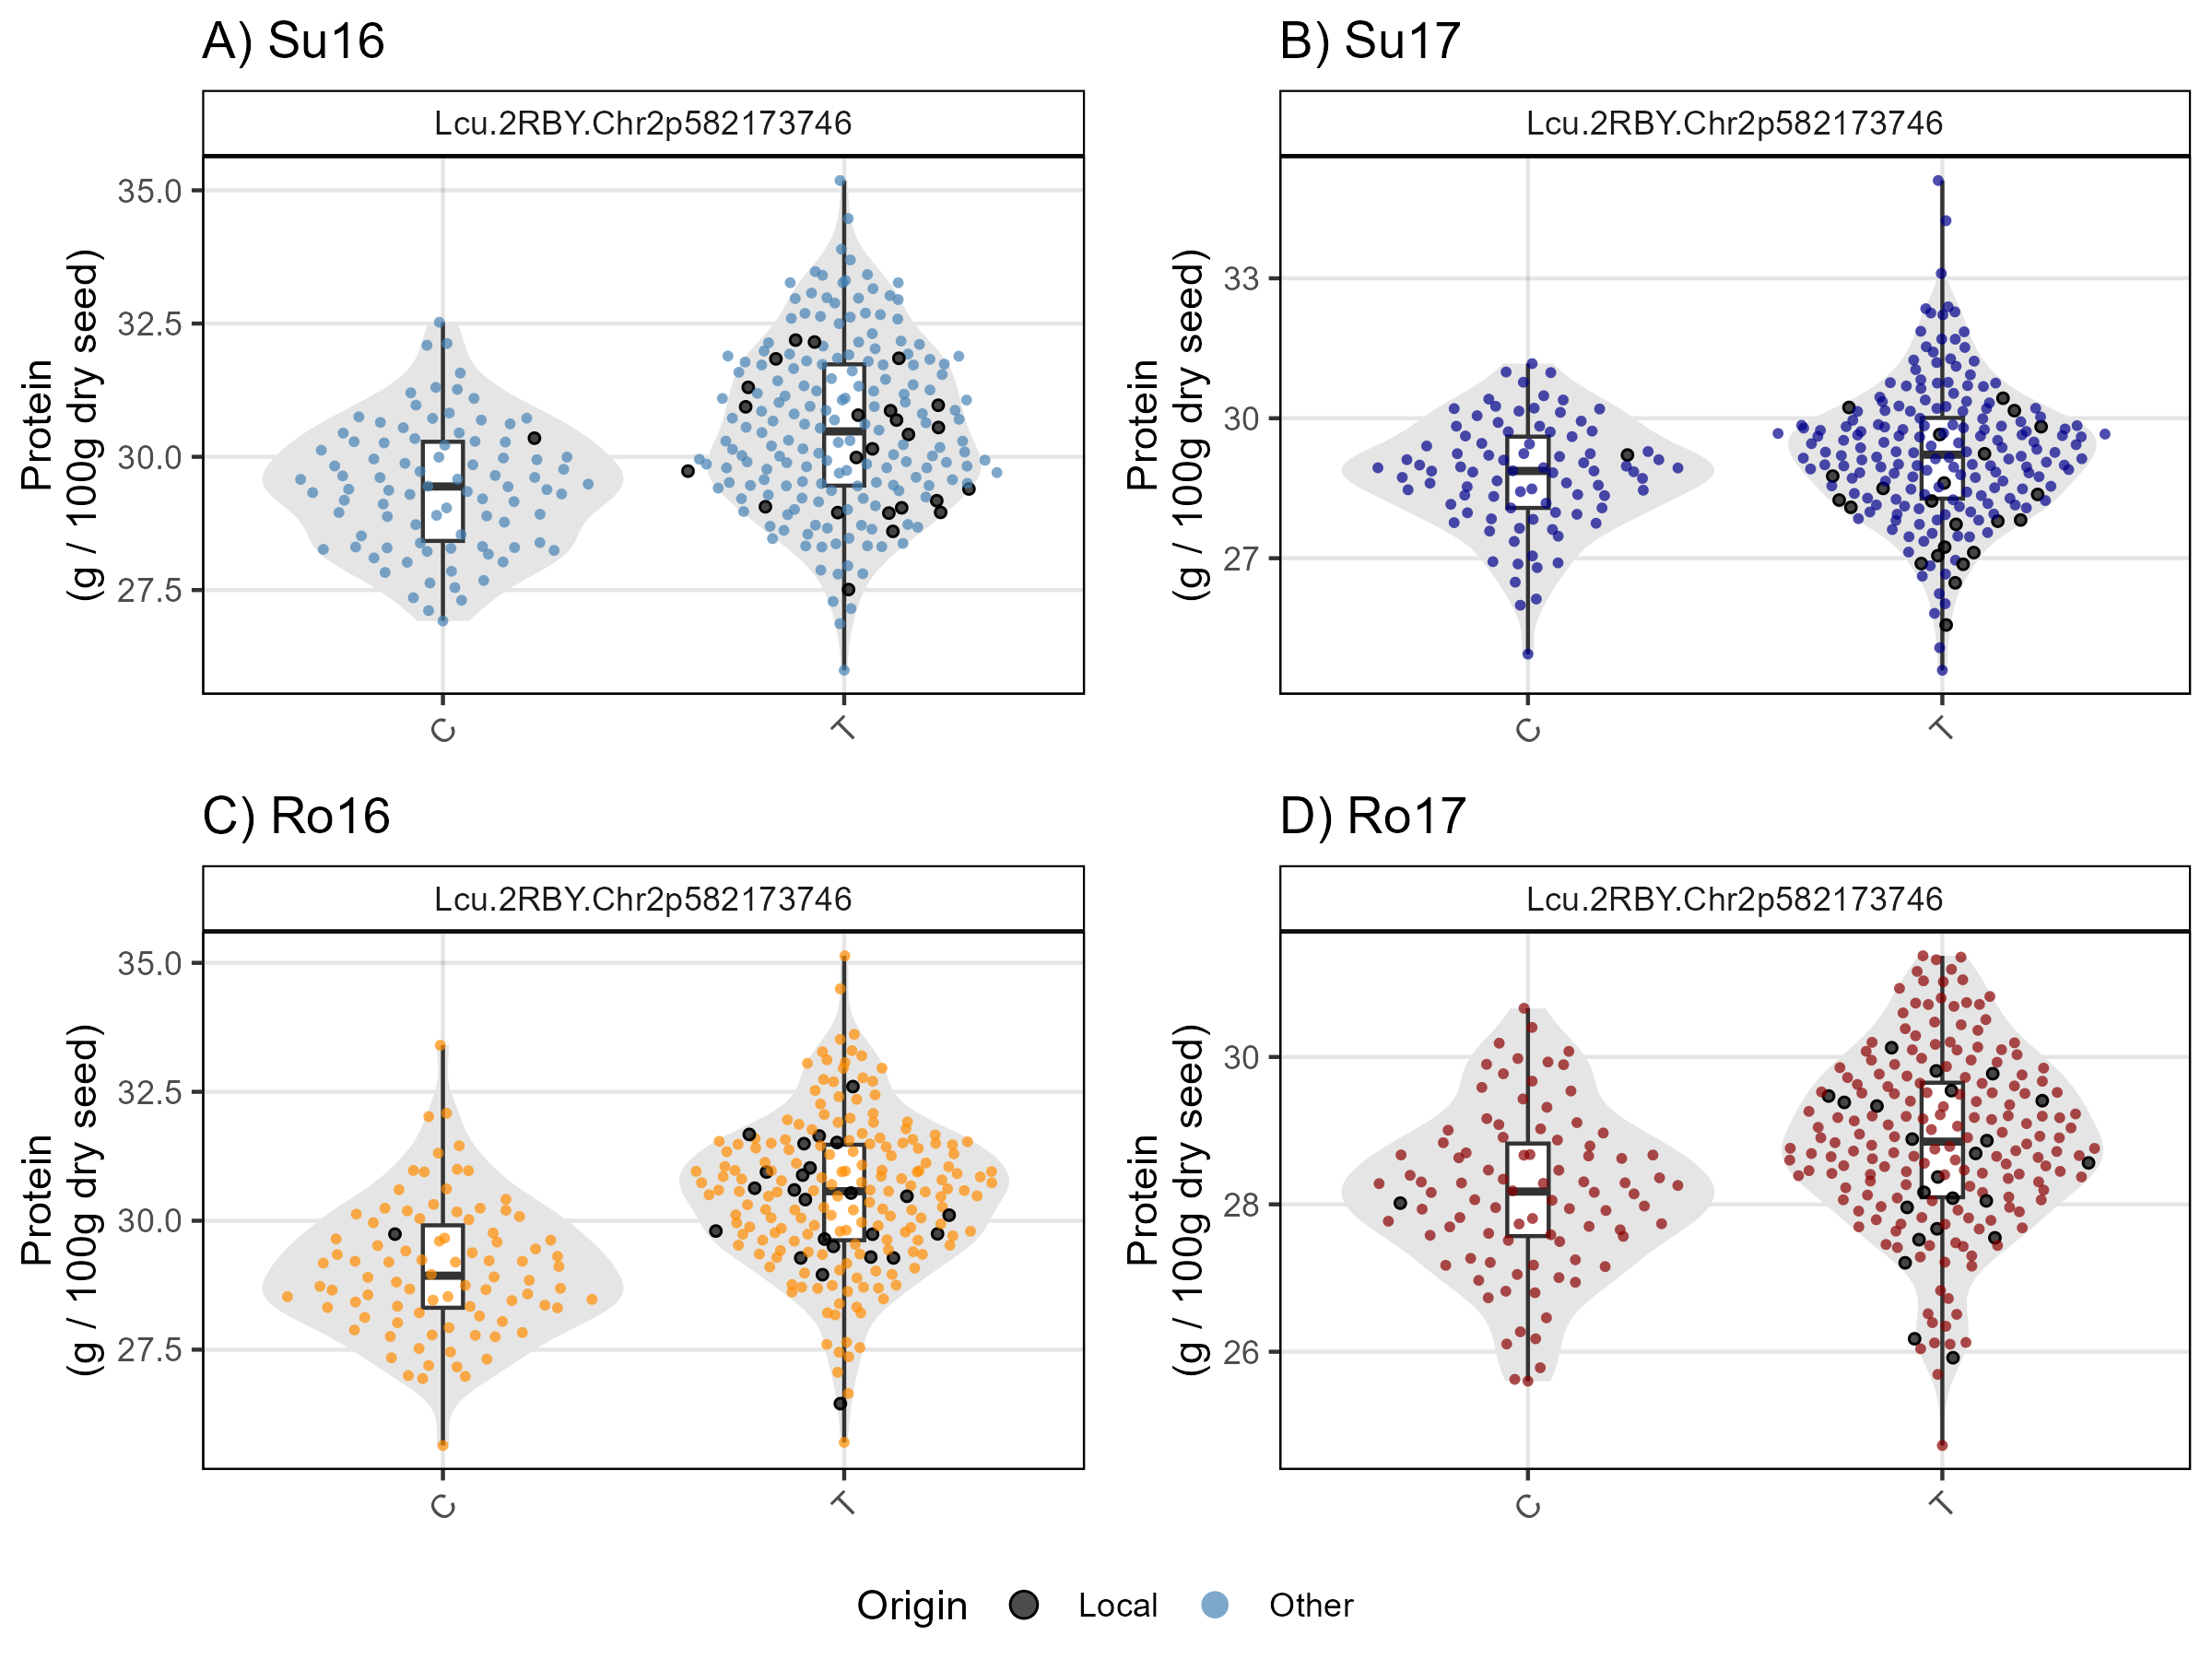 A) Su16
Lcu.2RBY.Chr2p582173746
Protein
(g / 100g dry seed)
35.0
32.5
30.0
27.5
C
T
B) Su17
Lcu.2RBY.Chr2p582173746
Protein
(g / 100g dry seed)
33
30
27
C
T
C) Ro16
Lcu.2RBY.Chr2p582173746
Protein
(g / 100g dry seed)
35.0
32.5
30.0
27.5
C
T
D) Ro17
Lcu.2RBY.Chr2p582173746
Protein
(g / 100g dry seed)
30
28
26
C
T
Origin
Local
Other